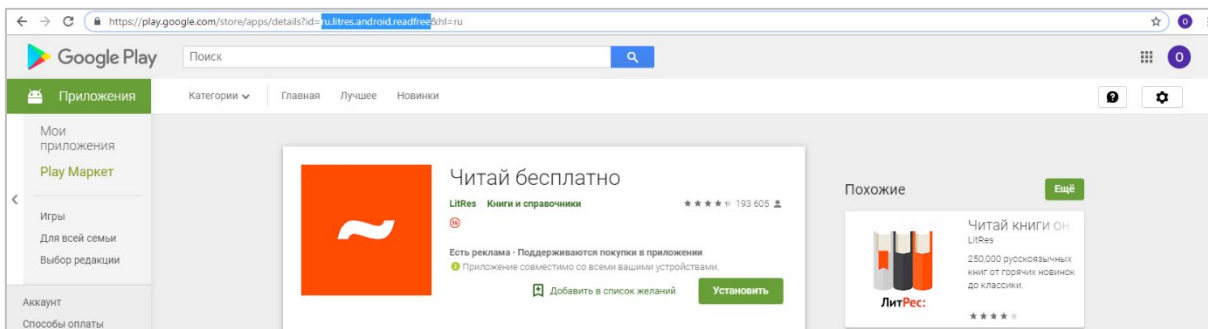 https://play.google.com/store/apps/details?id=ru.litres.android.readfree&hl=ru
O
Google Play
Поиск
O
Приложения
Категории
Главная
Лучшее
Новинки
Мои
приложения
Play Маркет
Игры
Для всей семьи
Выбор редакции
Аккаунт
Способы оплаты
Читай бесплатно
LitRes Книги и справочники
193 605
16
Есть реклама · Поддерживаются покупки в приложении
Приложение совместимо со всеми вашими устройствами.
Добавить в список желаний
Установить
Похожие
Ещё
Читай книги он
LitRes
250,000 русскоязычных
книг от горячих новинок
до классики.
ЛитРес: